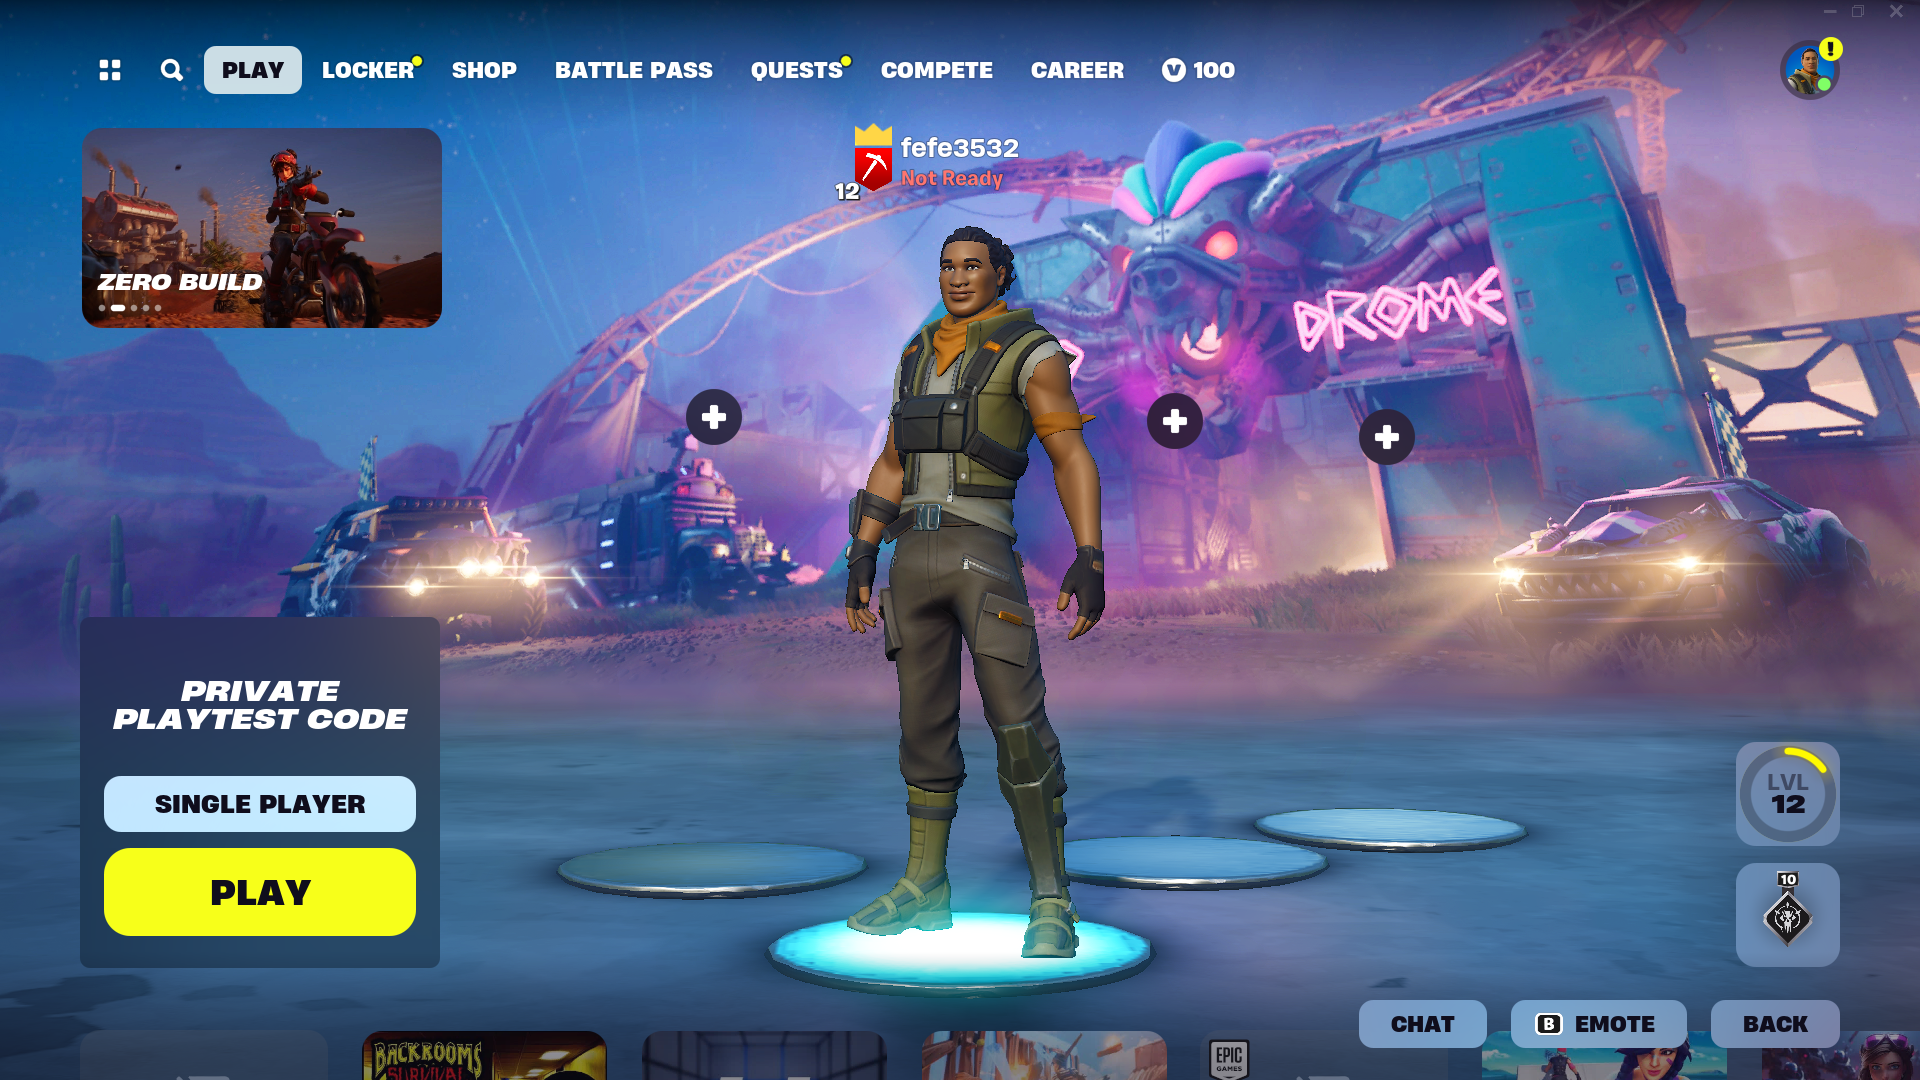 PLAY
LOCKER
SHOP
BATTLE PASS
QUESTS
COMPETE
CAREER
V 100
!
fefe3532
Not Ready
12
ZERO BUILD
DROME
PRIVATE
PLAYTEST CODE
SINGLE PLAYER
PLAY
LVL
12
10
CHAT
B EMOTE
BACK
BACKROOMS
SURVIVAL
EPIC
GAMES